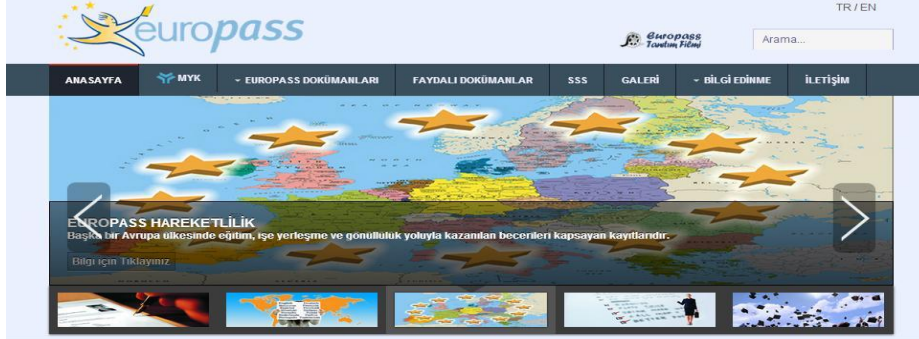 TR / EN
europass
Europass
Tanıtım Filmi
Arama...
ANASAYFA
MYK
EUROPASS DOKÜMANLARI
FAYDALI DOKÜMANLAR
SSS
GALERİ
BİLGİ EDİNME
İLETİŞİM
EUROPASS HAREKETLİLİK
Başka bir Avrupa ülkesinde eğitim, işe yerleşme ve gönüllülük yoluyla kazanılan becerileri kapsayan kayıtlarıdır.
Bilgi için Tıklayınız